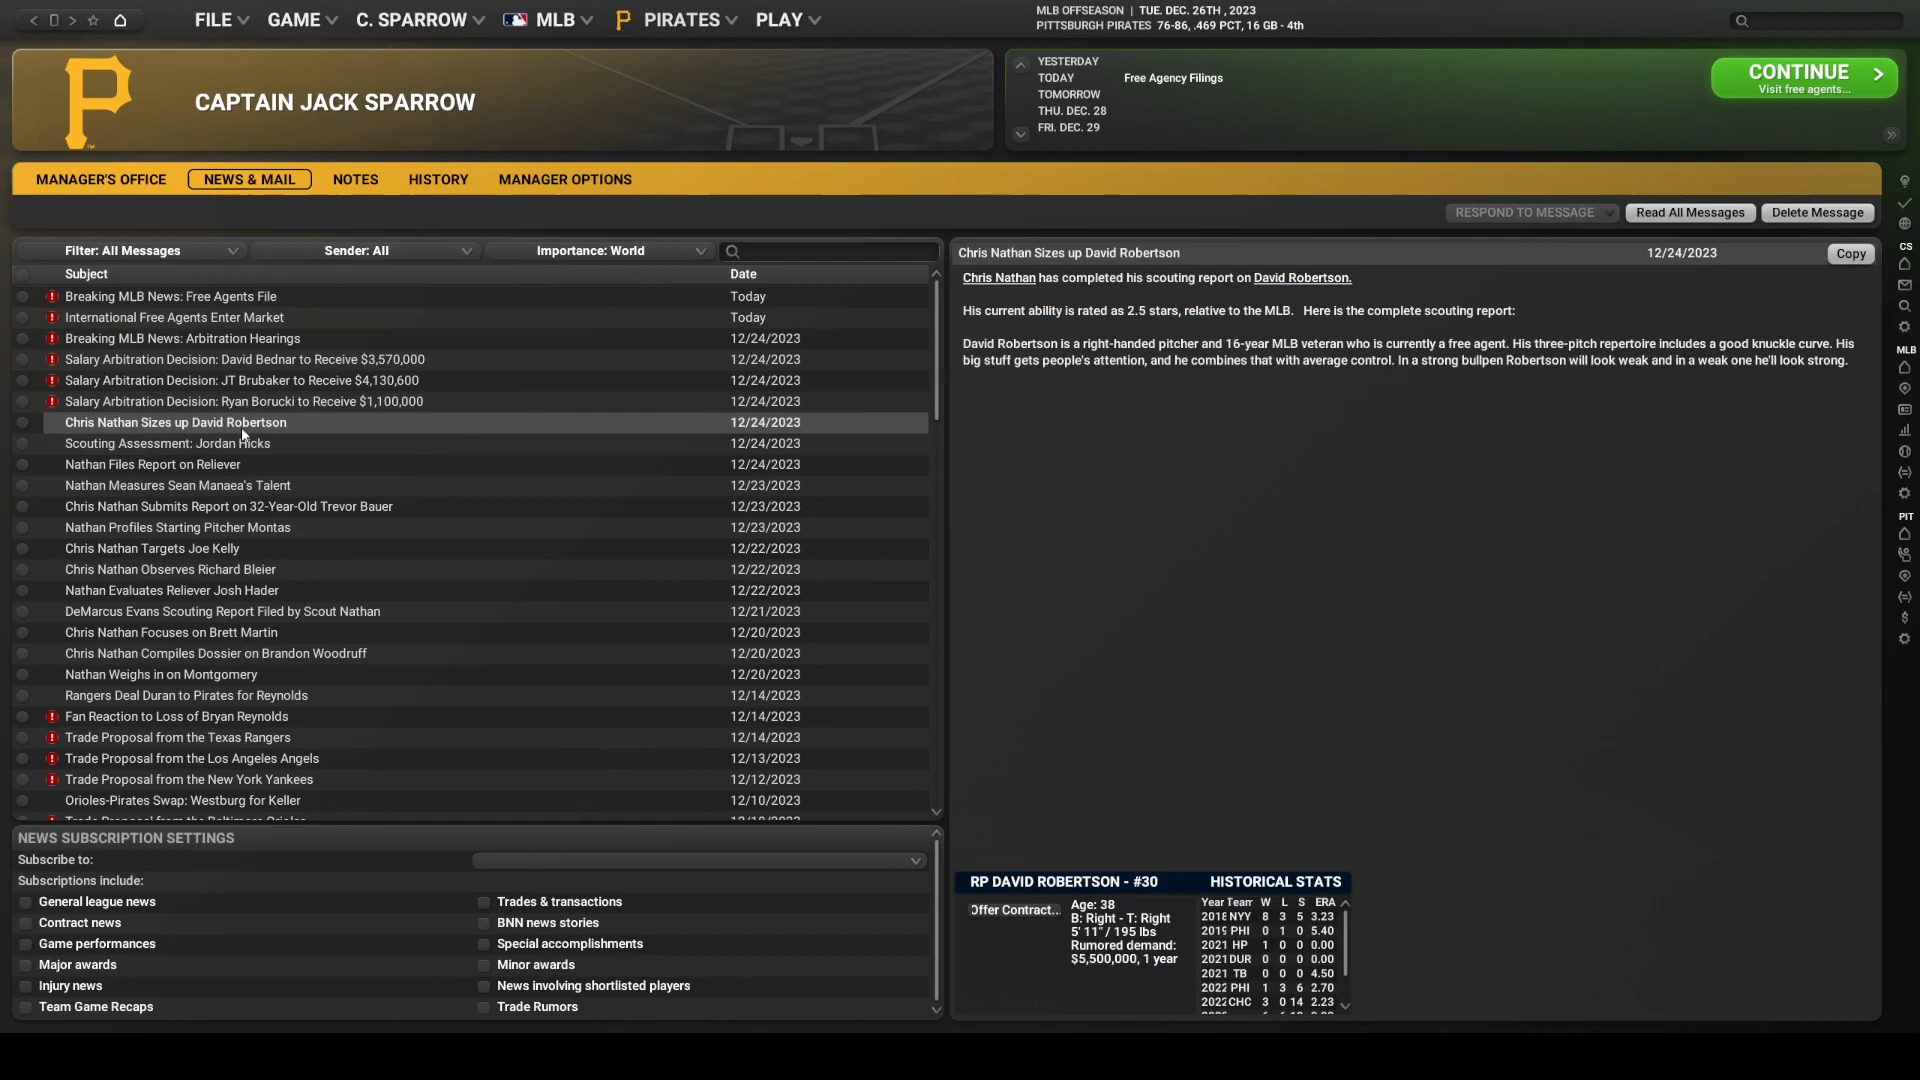 FILE GAME C. SPARROW MLB PIRATES PLAY
MLB OFFSEASON | TUE. DEC. 26TH , 2023
PITTSBURGH PIRATES 76-86, .469 PCT, 16 GB - 4th
P
CAPTAIN JACK SPARROW
YESTERDAY
TODAY Free Agency Filings
TOMORROW
THU. DEC. 28
FRI. DEC. 29
CONTINUE
Visit free agents...
MANAGER'S OFFICE NEWS & MAIL NOTES HISTORY MANAGER OPTIONS
RESPOND TO MESSAGE Read All Messages Delete Message
Filter: All Messages Sender: All Importance: World
Subject Date
Breaking MLB News: Free Agents File Today
International Free Agents Enter Market Today
Breaking MLB News: Arbitration Hearings 12/24/2023
Salary Arbitration Decision: David Bednar to Receive $3,570,000 12/24/2023
Salary Arbitration Decision: JT Brubaker to Receive $4,130,600 12/24/2023
Salary Arbitration Decision: Ryan Borucki to Receive $1,100,000 12/24/2023
Chris Nathan Sizes up David Robertson 12/24/2023
Scouting Assessment: Jordan Hicks 12/24/2023
Nathan Files Report on Reliever 12/24/2023
Nathan Measures Sean Manaea's Talent 12/23/2023
Chris Nathan Submits Report on 32-Year-Old Trevor Bauer 12/23/2023
Nathan Profiles Starting Pitcher Montas 12/23/2023
Chris Nathan Targets Joe Kelly 12/22/2023
Chris Nathan Observes Richard Bleier 12/22/2023
Nathan Evaluates Reliever Josh Hader 12/22/2023
DeMarcus Evans Scouting Report Filed by Scout Nathan 12/21/2023
Chris Nathan Focuses on Brett Martin 12/20/2023
Chris Nathan Compiles Dossier on Brandon Woodruff 12/20/2023
Nathan Weighs in on Montgomery 12/20/2023
Rangers Deal Duran to Pirates for Reynolds 12/14/2023
Fan Reaction to Loss of Bryan Reynolds 12/14/2023
Trade Proposal from the Texas Rangers 12/14/2023
Trade Proposal from the Los Angeles Angels 12/13/2023
Trade Proposal from the New York Yankees 12/12/2023
Orioles-Pirates Swap: Westburg for Keller 12/10/2023
Trade Proposal from the Baltimore Orioles 12/10/2023
NEWS SUBSCRIPTION SETTINGS
Subscribe to:
Subscriptions include:
General league news Trades & transactions
Contract news BNN news stories
Game performances Special accomplishments
Major awards Minor awards
Injury news News involving shortlisted players
Team Game Recaps Trade Rumors
Chris Nathan Sizes up David Robertson 12/24/2023 Copy
Chris Nathan has completed his scouting report on David Robertson.
His current ability is rated as 2.5 stars, relative to the MLB. Here is the complete scouting report:
David Robertson is a right-handed pitcher and 16-year MLB veteran who is currently a free agent. His three-pitch repertoire includes a good knuckle curve. His
big stuff gets people's attention, and he combines that with average control. In a strong bullpen Robertson will look weak and in a weak one he'll look strong.
RP DAVID ROBERTSON - #30 HISTORICAL STATS
Offer Contract...
Age: 38
B: Right - T: Right
5' 11" / 195 lbs
Rumored demand:
$5,500,000, 1 year
Year Team W L S ERA
2018 NYY 8 3 5 3.23
2019 PHI 0 1 0 5.40
2021 HP 1 0 0 0.00
2021 DUR 0 0 0 0.00
2021 TB 0 0 0 4.50
2022 PHI 1 3 6 2.70
2022 CHC 3 0 14 2.23
CS
MLB
PIT
$